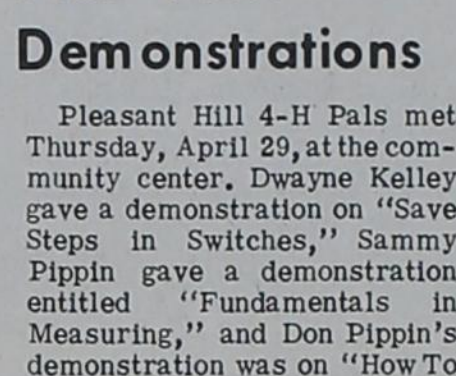 Demonstrations
Pleasant Hill 4-H Pals met
Thursday, April 29, at the com-
munity center. Dwayne Kelley
gave a demonstration on "Save
Steps in Switches," Sammy
Pippin gave a demonstration
entitled "Fundamentals in
Measuring," and Don Pippin's
demonstration was on "How To